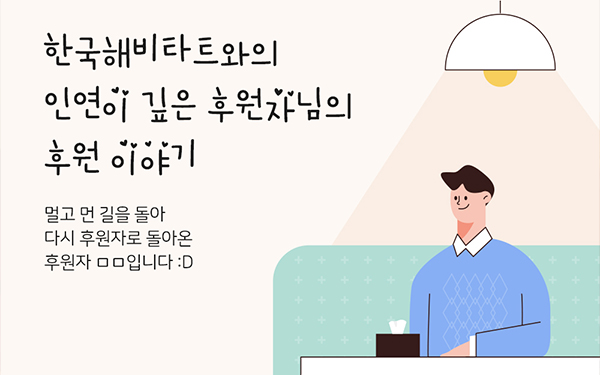 한국해비타트와의
인연이 깊은 후원자님의
후원 이야기
멀고 먼 길을 돌아
다시 후원자로 돌아온
후원자 ㅁㅁ입니다 :D